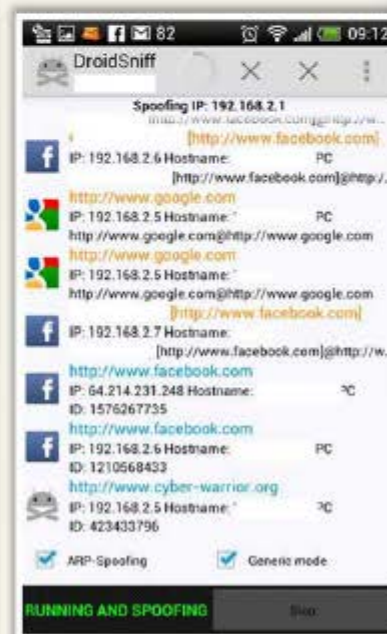 82
09:12
DroidSniff
Spoofing IP: 192.168.2.1
[http://www.facebook.com]
IP: 192.168.2.6 Hostname: PC
[http://www.facebook.com]@http:/
http://www.google.com
IP: 192.168.2.5 Hostname: PC
http://www.google.com@http://www.google.com
http://www.google.com
IP: 192.168.2.5 Hostname:
http://www.google.com@http://www.google.com
[http://www.facebook.com]
IP: 192.168.2.7 Hostname:
[http://www.facebook.com]@http://w.
http://www.facebook.com
IP: 64.214.231.248 Hostname: PC
ID: 1576267735
http://www.facebook.com
IP: 192.168.2.6 Hostname: PC
ID: 1210568433
http://www.cyber-warrior.org
IP: 192.168.2.5 Hostname: PC
ID: 423433796
ARP-Spoofing Generic mode
RUNNING AND SPOOFING Stop